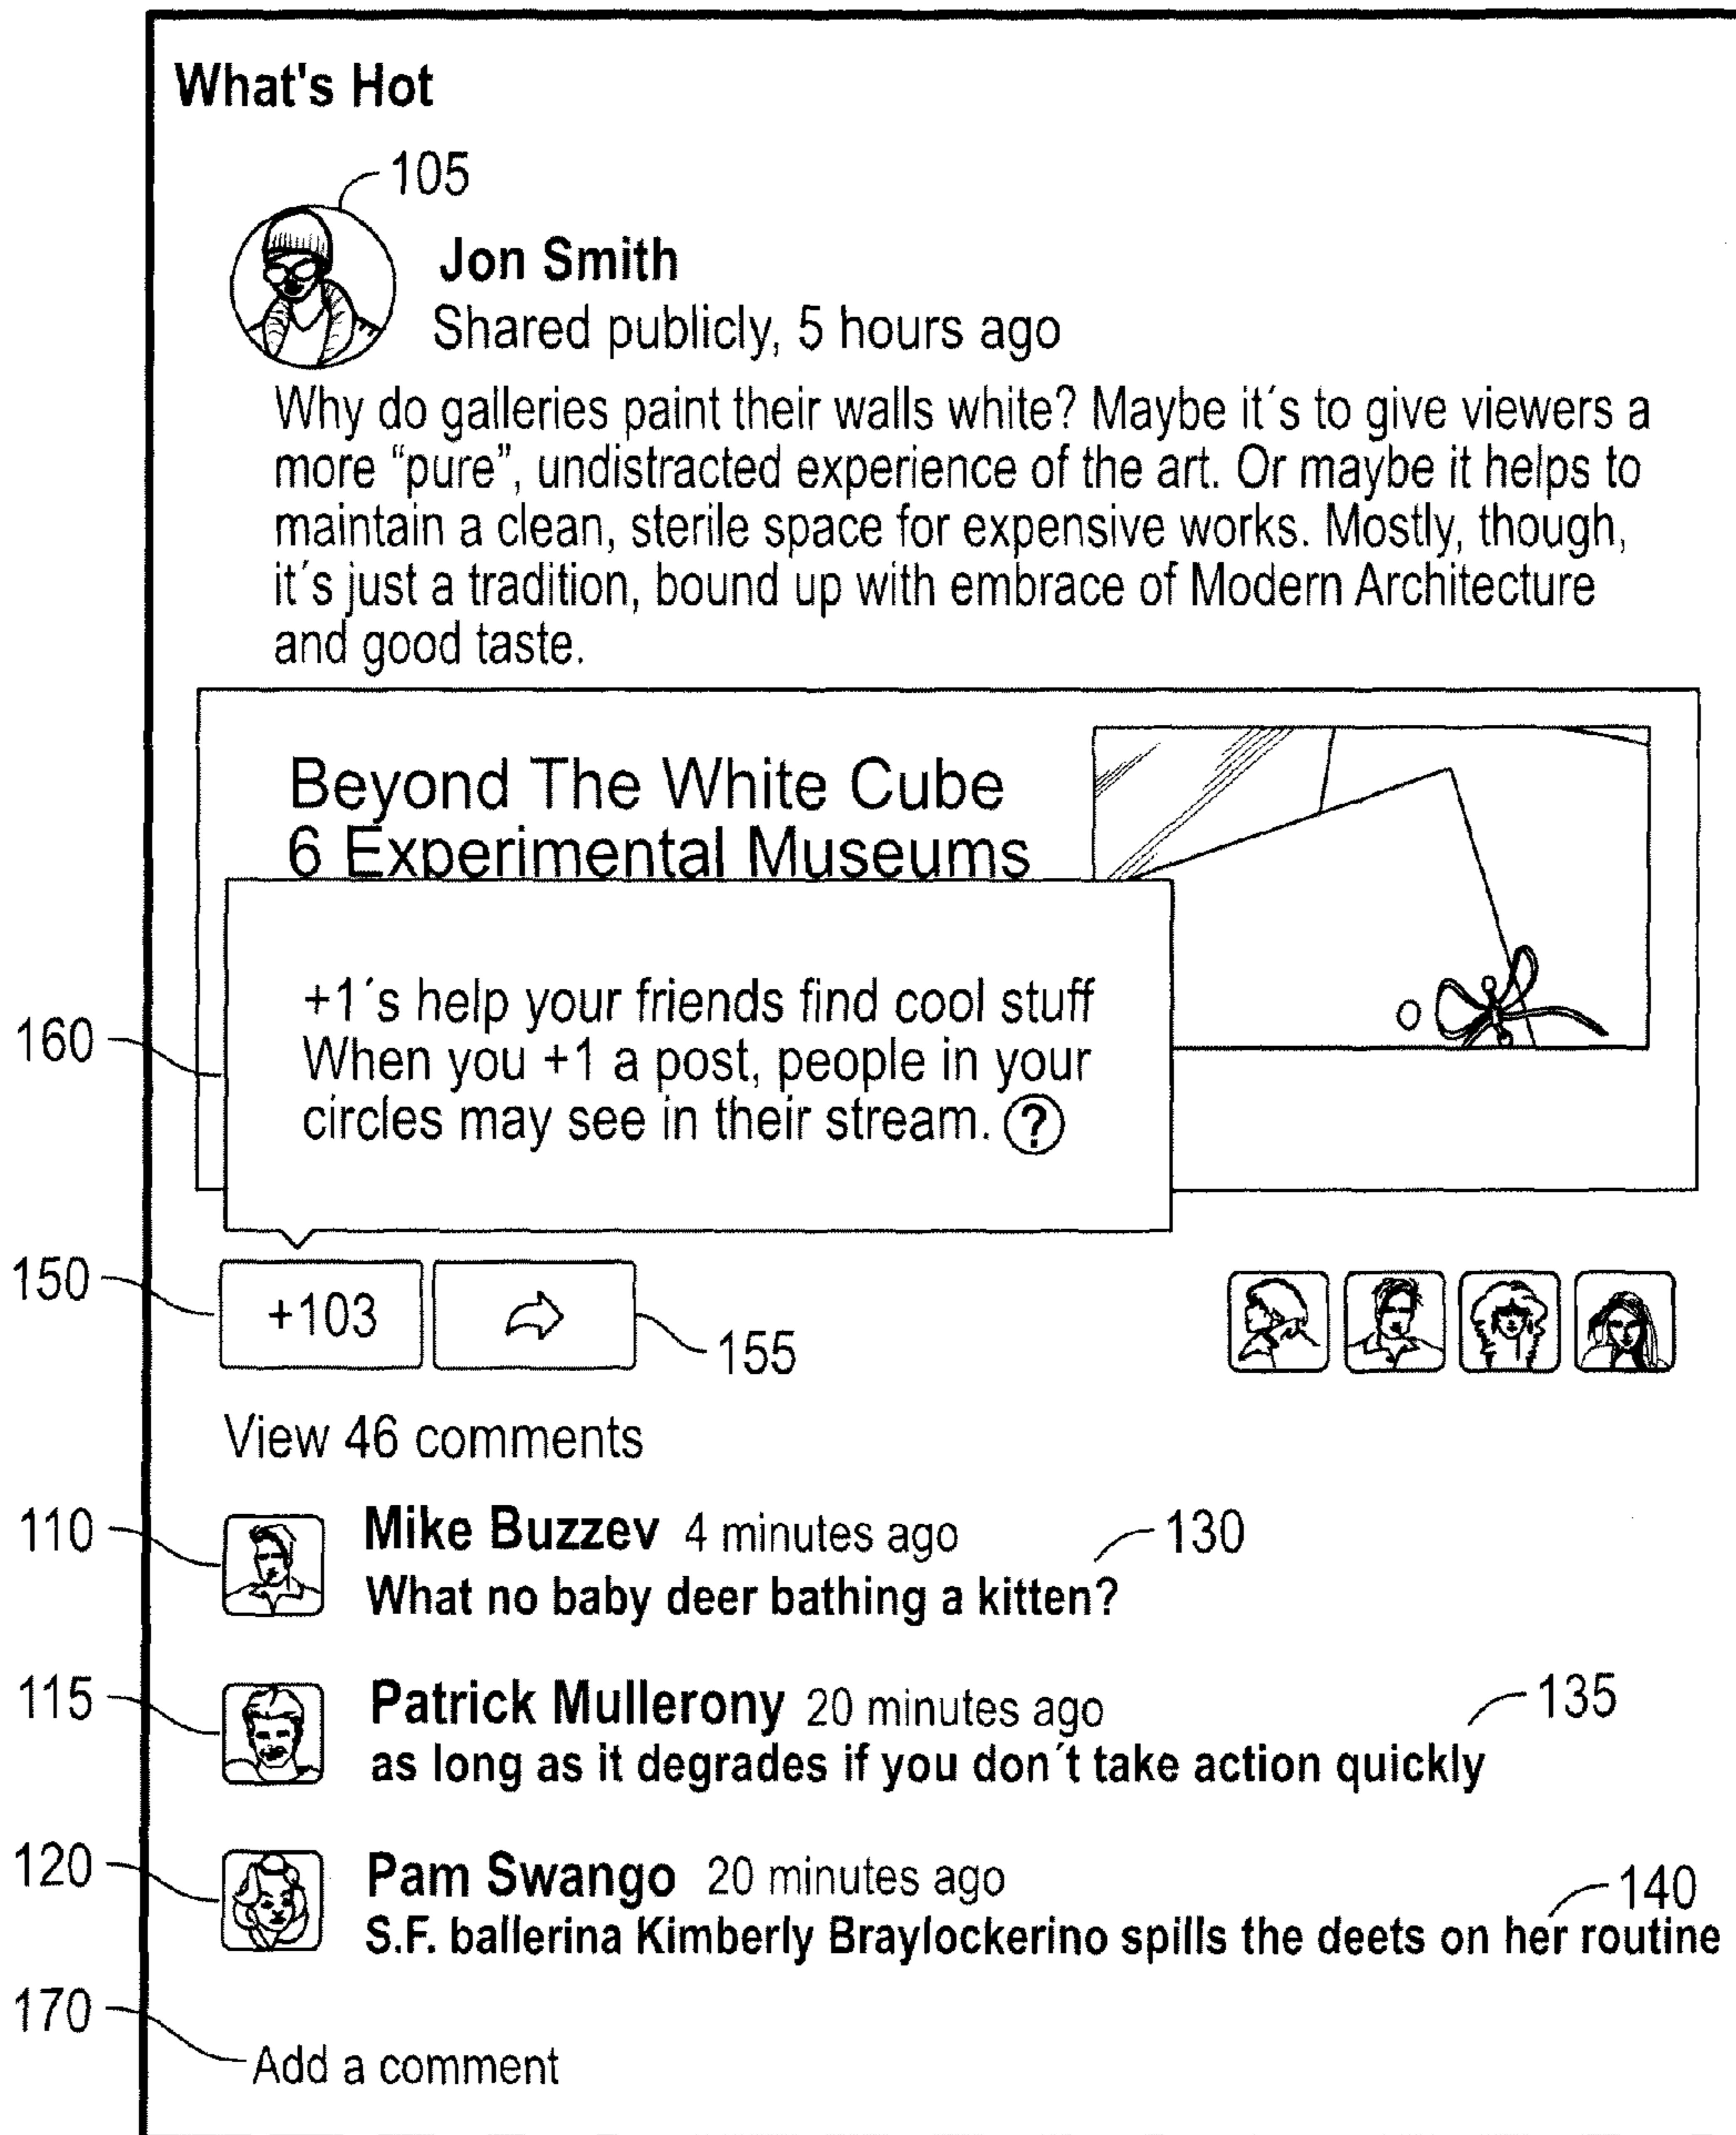 What's Hot
105
Jon Smith
Shared publicly, 5 hours ago
Why do galleries paint their walls white? Maybe it´s to give viewers a
more “pure”, undistracted experience of the art. Or maybe it helps to
maintain a clean, sterile space for expensive works. Mostly, though,
it´s just a tradition, bound up with embrace of Modern Architecture
and good taste.
Beyond The White Cube
6 Experimental Museums
+1´s help your friends find cool stuff
When you +1 a post, people in your
circles may see in their stream. ?
160
150
+103
155
View 46 comments
110
Mike Buzzev 4 minutes ago
130
What no baby deer bathing a kitten?
115
Patrick Mullerony 20 minutes ago
135
as long as it degrades if you don´t take action quickly
120
Pam Swango 20 minutes ago
140
S.F. ballerina Kimberly Braylockerino spills the deets on her routine
170
Add a comment